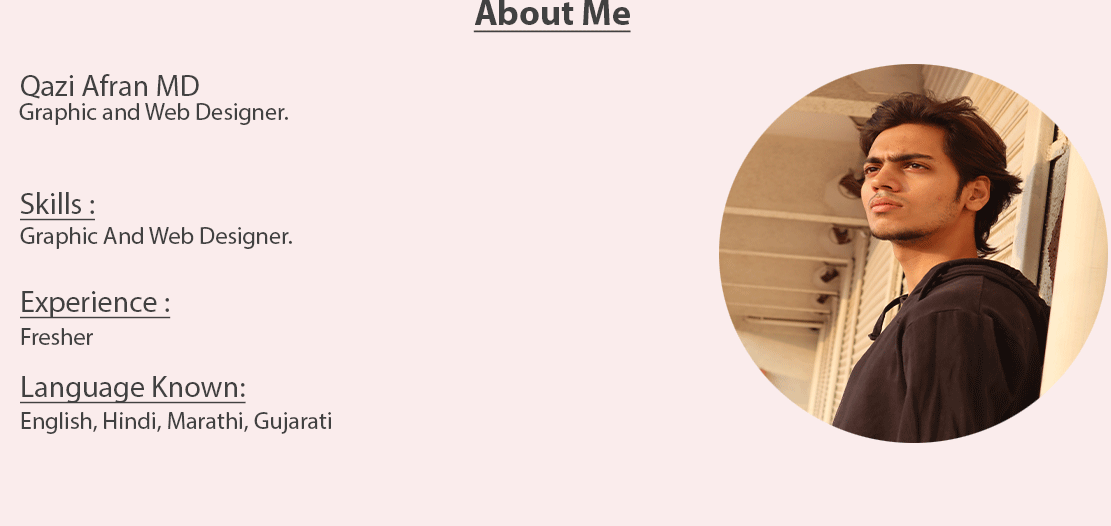 About Me
Qazi Afran MD
Graphic and Web Designer.
Skills :
Graphic And Web Designer.
Experience :
Fresher
Language Known:
English, Hindi, Marathi, Gujarati